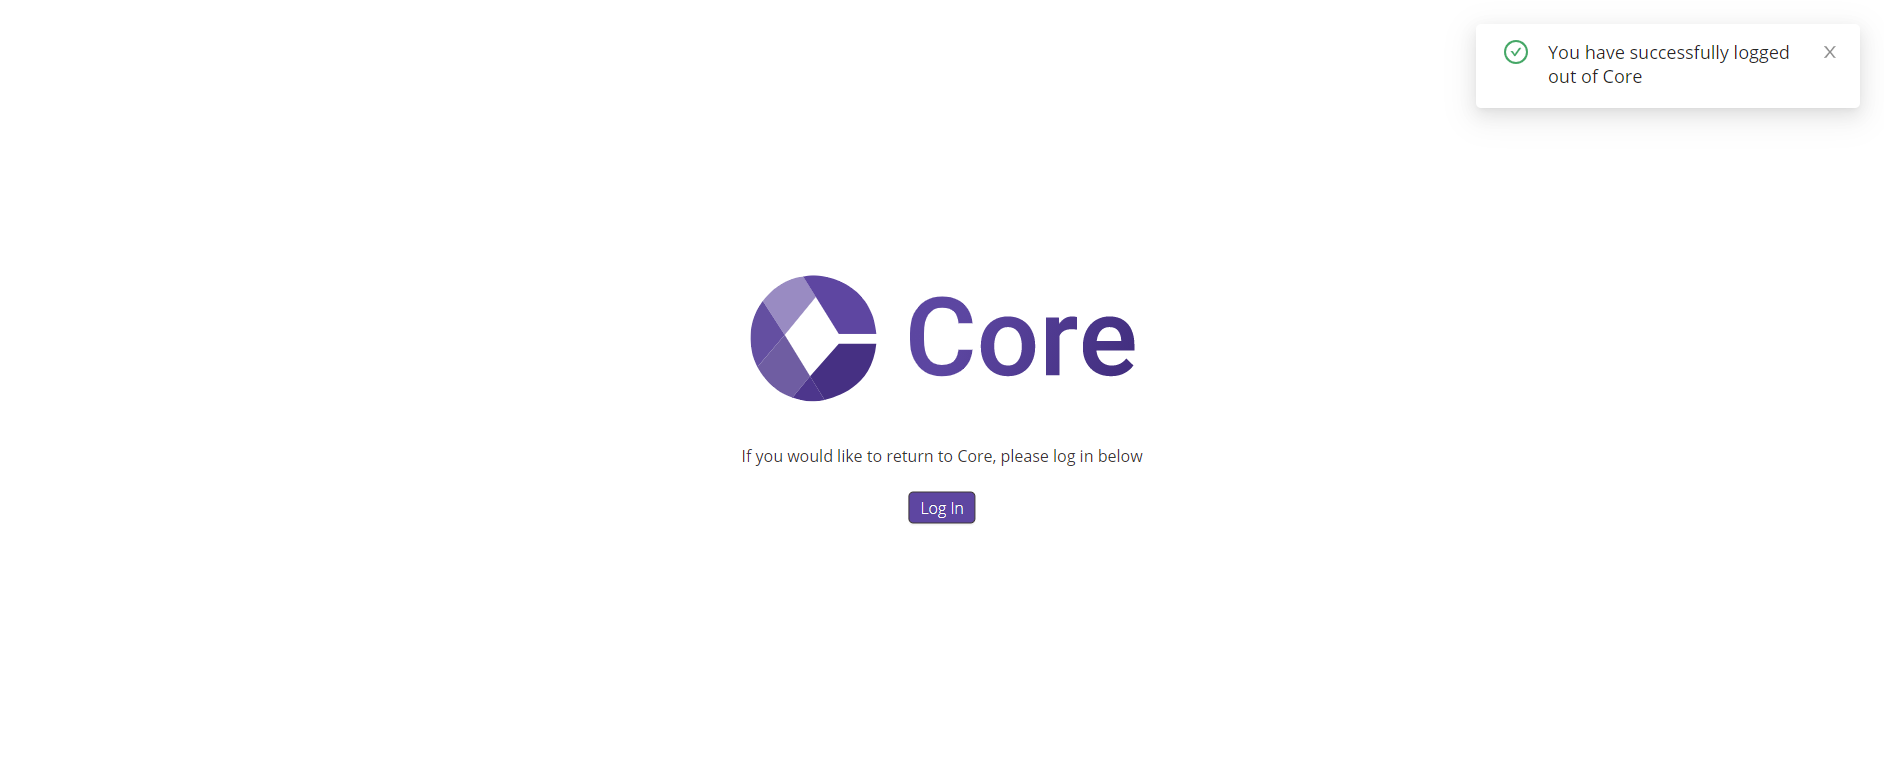 You have successfully logged
out of Core
Core
If you would like to return to Core, please log in below
Log In